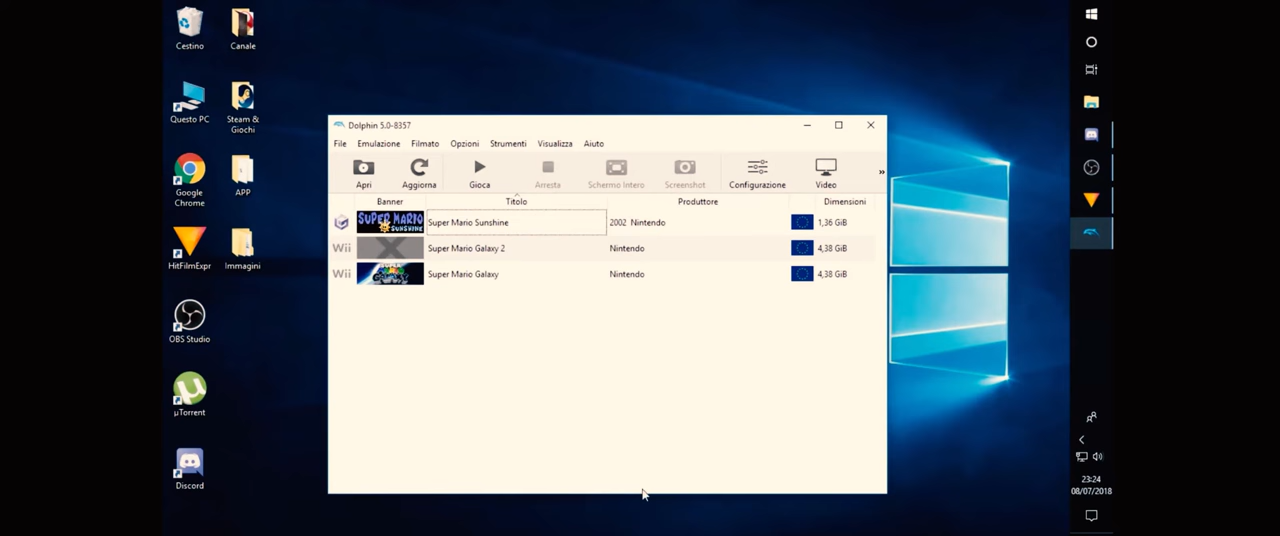 Cestino
Canale
Questo PC
Steam &
Giochi
Google
Chrome
APP
HitFilmExpr
Immagini
OBS Studio
µTorrent
Discord
Dolphin 5.0-8357
File Emulazione Filmato Opzioni Strumenti Visualizza Aiuto
Apri Aggiorna Gioca Arresta Schermo Intero Screenshot Configurazione Video »
Banner Titolo Produttore Dimensioni
SUPER MARIO SUNSHINE Super Mario Sunshine 2002 Nintendo 1,36 GiB
Wii Super Mario Galaxy 2 Nintendo 4,38 GiB
Wii Super Mario Galaxy Nintendo 4,38 GiB
23:24
08/07/2018